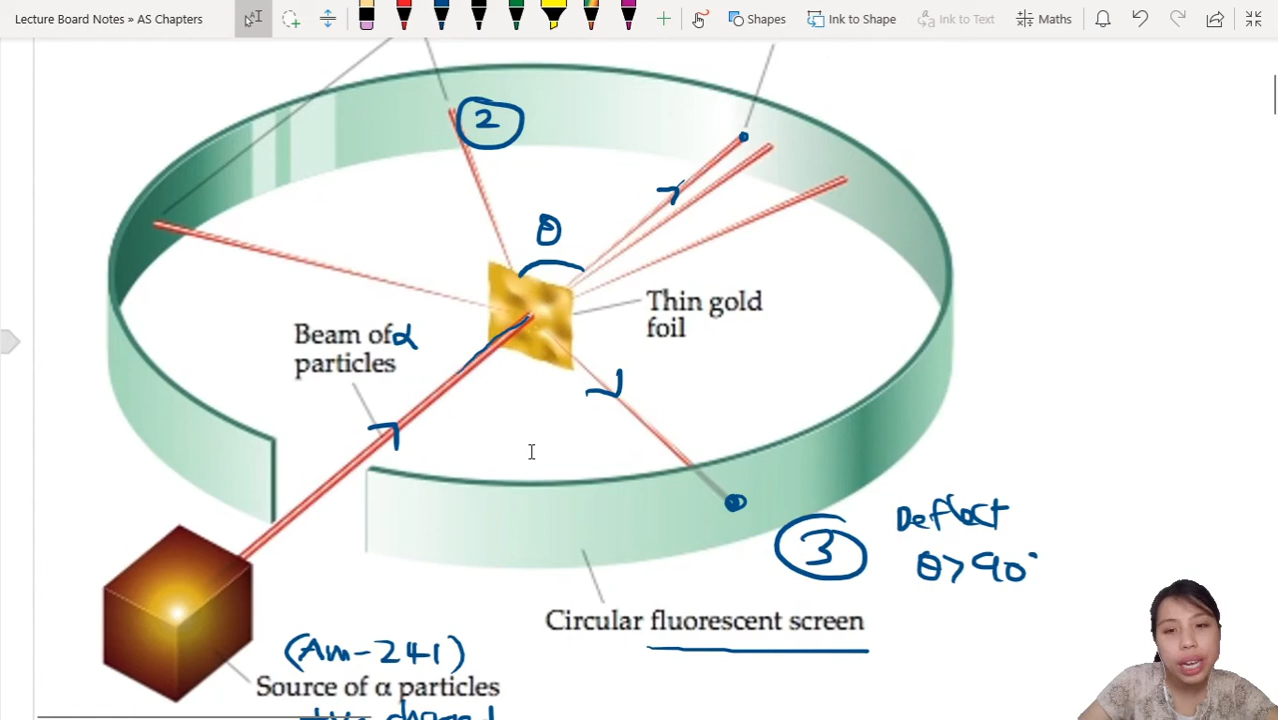 Lecture Board Notes » AS Chapters
Shapes
Ink to Shape
Ink to Text
Maths
2
θ
Thin gold
foil
Beam of α
particles
3
Deflect
θ>90°
Circular fluorescent screen
(Am-241)
Source of α particles